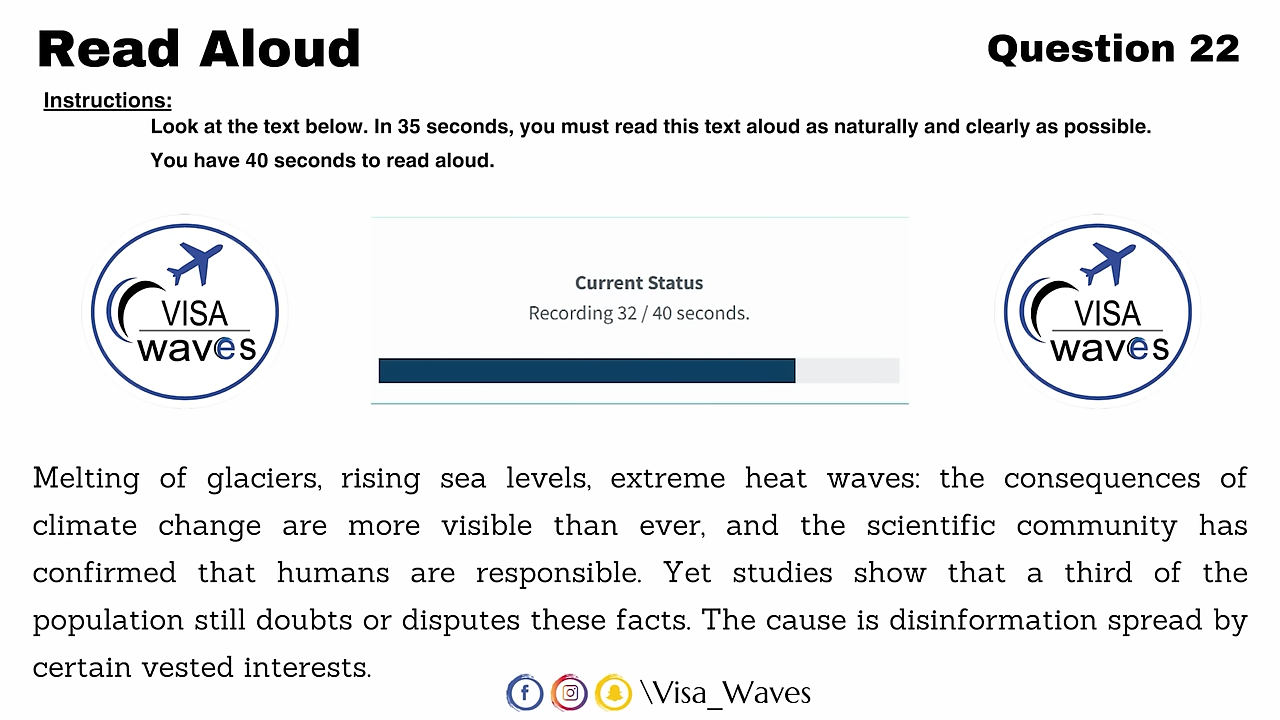 Read Aloud
Question 22
Instructions:
Look at the text below. In 35 seconds, you must read this text aloud as naturally and clearly as possible.
You have 40 seconds to read aloud.
VISA
waves
Current Status
Recording 32 / 40 seconds.
VISA
waves
Melting of glaciers, rising sea levels, extreme heat waves: the consequences of
climate change are more visible than ever, and the scientific community has
confirmed that humans are responsible. Yet studies show that a third of the
population still doubts or disputes these facts. The cause is disinformation spread by
certain vested interests.
\Visa_Waves